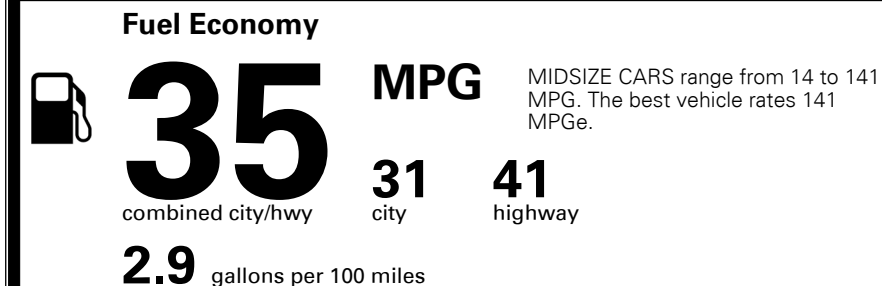 Fuel Economy
35 MPG
MIDSIZE CARS range from 14 to 141
MPG. The best vehicle rates 141
MPGe.
31 41
combined city/hwy city highway
2.9 gallons per 100 miles